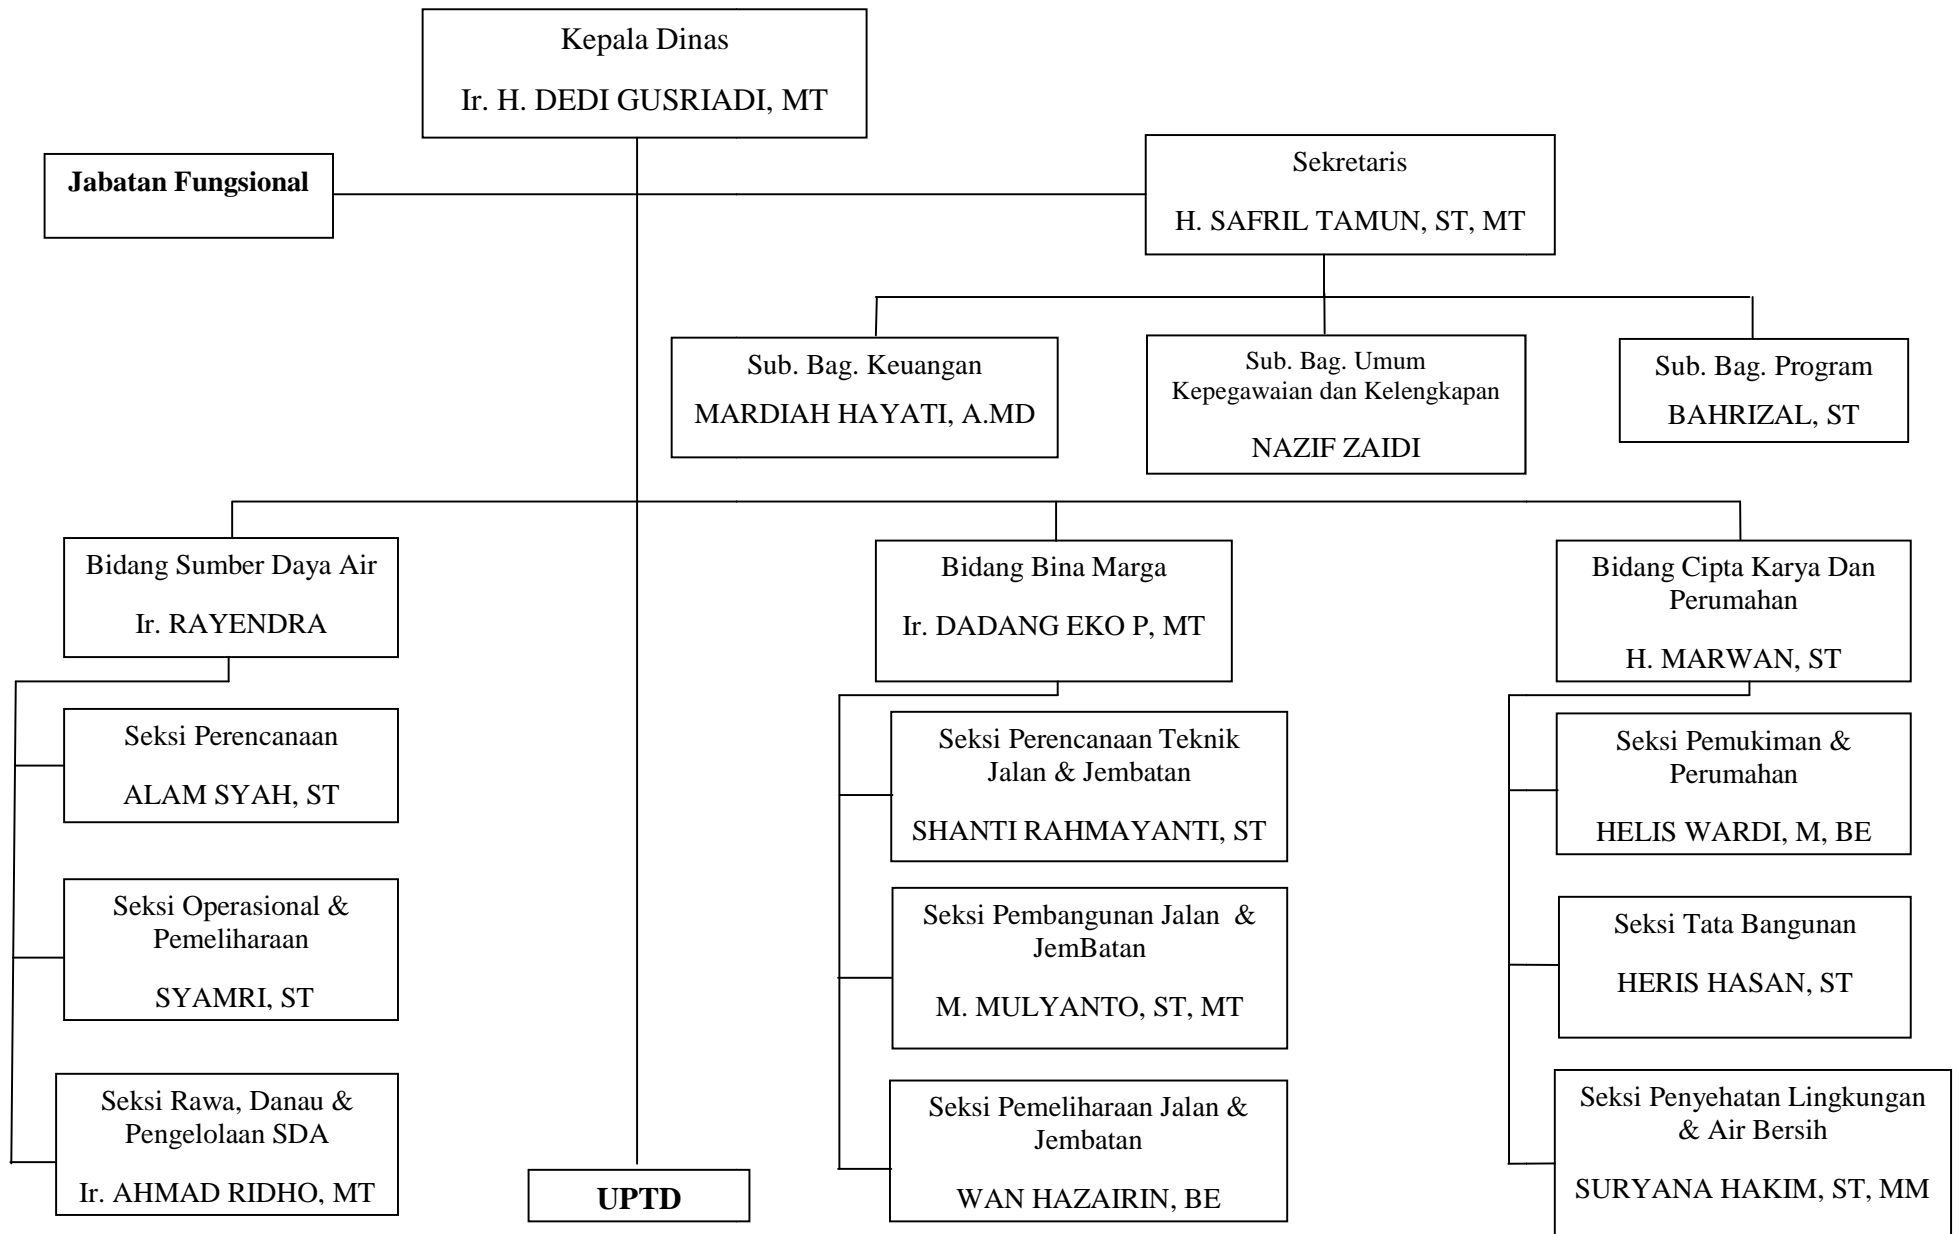 Kepala Dinas
Ir. H. DEDI GUSRIADI, MT
Jabatan Fungsional
Sekretaris
H. SAFRIL TAMUN, ST, MT
Sub. Bag. Keuangan
MARDIAH HAYATI, A.MD
Sub. Bag. Umum
Kepegawaian dan Kelengkapan
NAZIF ZAIDI
Sub. Bag. Program
BAHRIZAL, ST
Bidang Sumber Daya Air
Ir. RAYENDRA
Seksi Perencanaan
ALAM SYAH, ST
Seksi Operasional &
Pemeliharaan
SYAMRI, ST
Seksi Rawa, Danau &
Pengelolaan SDA
Ir. AHMAD RIDHO, MT
UPTD
Bidang Bina Marga
Ir. DADANG EKO P, MT
Seksi Perencanaan Teknik
Jalan & Jembatan
SHANTI RAHMAYANTI, ST
Seksi Pembangunan Jalan  &
JemBatan
M. MULYANTO, ST, MT
Seksi Pemeliharaan Jalan &
Jembatan
WAN HAZAIRIN, BE
Bidang Cipta Karya Dan
Perumahan
H. MARWAN, ST
Seksi Pemukiman &
Perumahan
HELIS WARDI, M, BE
Seksi Tata Bangunan
HERIS HASAN, ST
Seksi Penyehatan Lingkungan
& Air Bersih
SURYANA HAKIM, ST, MM